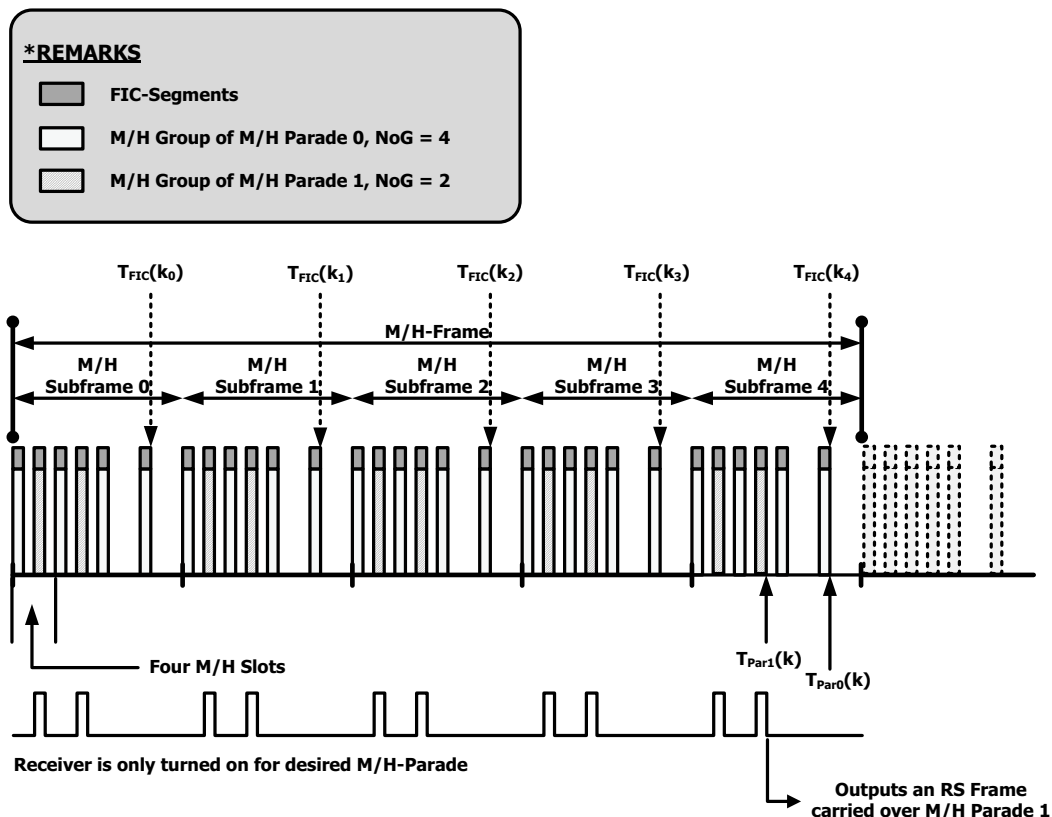 *REMARKS
FIC-Segments
M/H Group of M/H Parade 0, NoG = 4
M/H Group of M/H Parade 1, NoG = 2
TFIC(k0)
TFIC(k1)
TFIC(k2)
TFIC(k3)
TFIC(k4)
M/H-Frame
M/H
Subframe 0
M/H
Subframe 1
M/H
Subframe 2
M/H
Subframe 3
M/H
Subframe 4
Four M/H Slots
TPar1(k)
TPar0(k)
Receiver is only turned on for desired M/H-Parade
Outputs an RS Frame
carried over M/H Parade 1